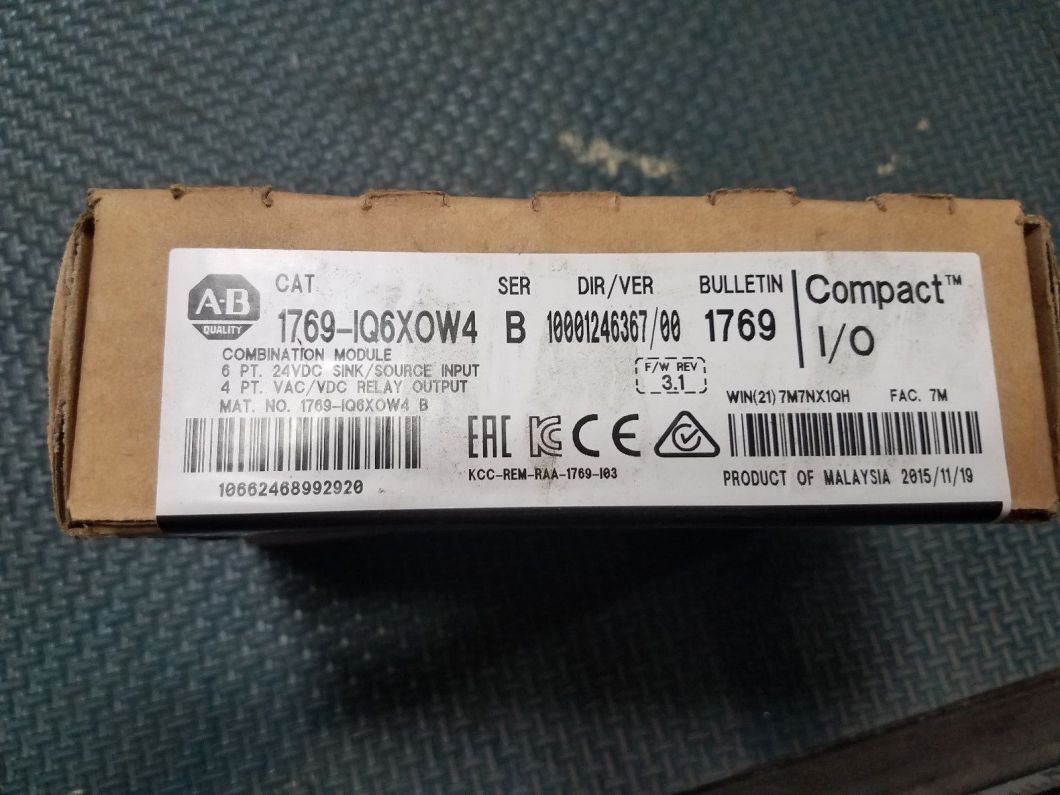 A-B
QUALITY
CAT
1769-IQ6XOW4
SER
B
DIR/VER
10001246367/00
BULLETIN
1769
Compact™
I/O
COMBINATION MODULE
6 PT. 24VDC SINK/SOURCE INPUT
4 PT. VAC/VDC RELAY OUTPUT
MAT. NO. 1769-IQ6XOW4 B
F/W REV
3.1
WIN(21) 7M7NX1QH
FAC. 7M
10662468992920
EAC
KC
CE
KCC-REM-RAA-1769-I03
PRODUCT OF MALAYSIA 2015/11/19